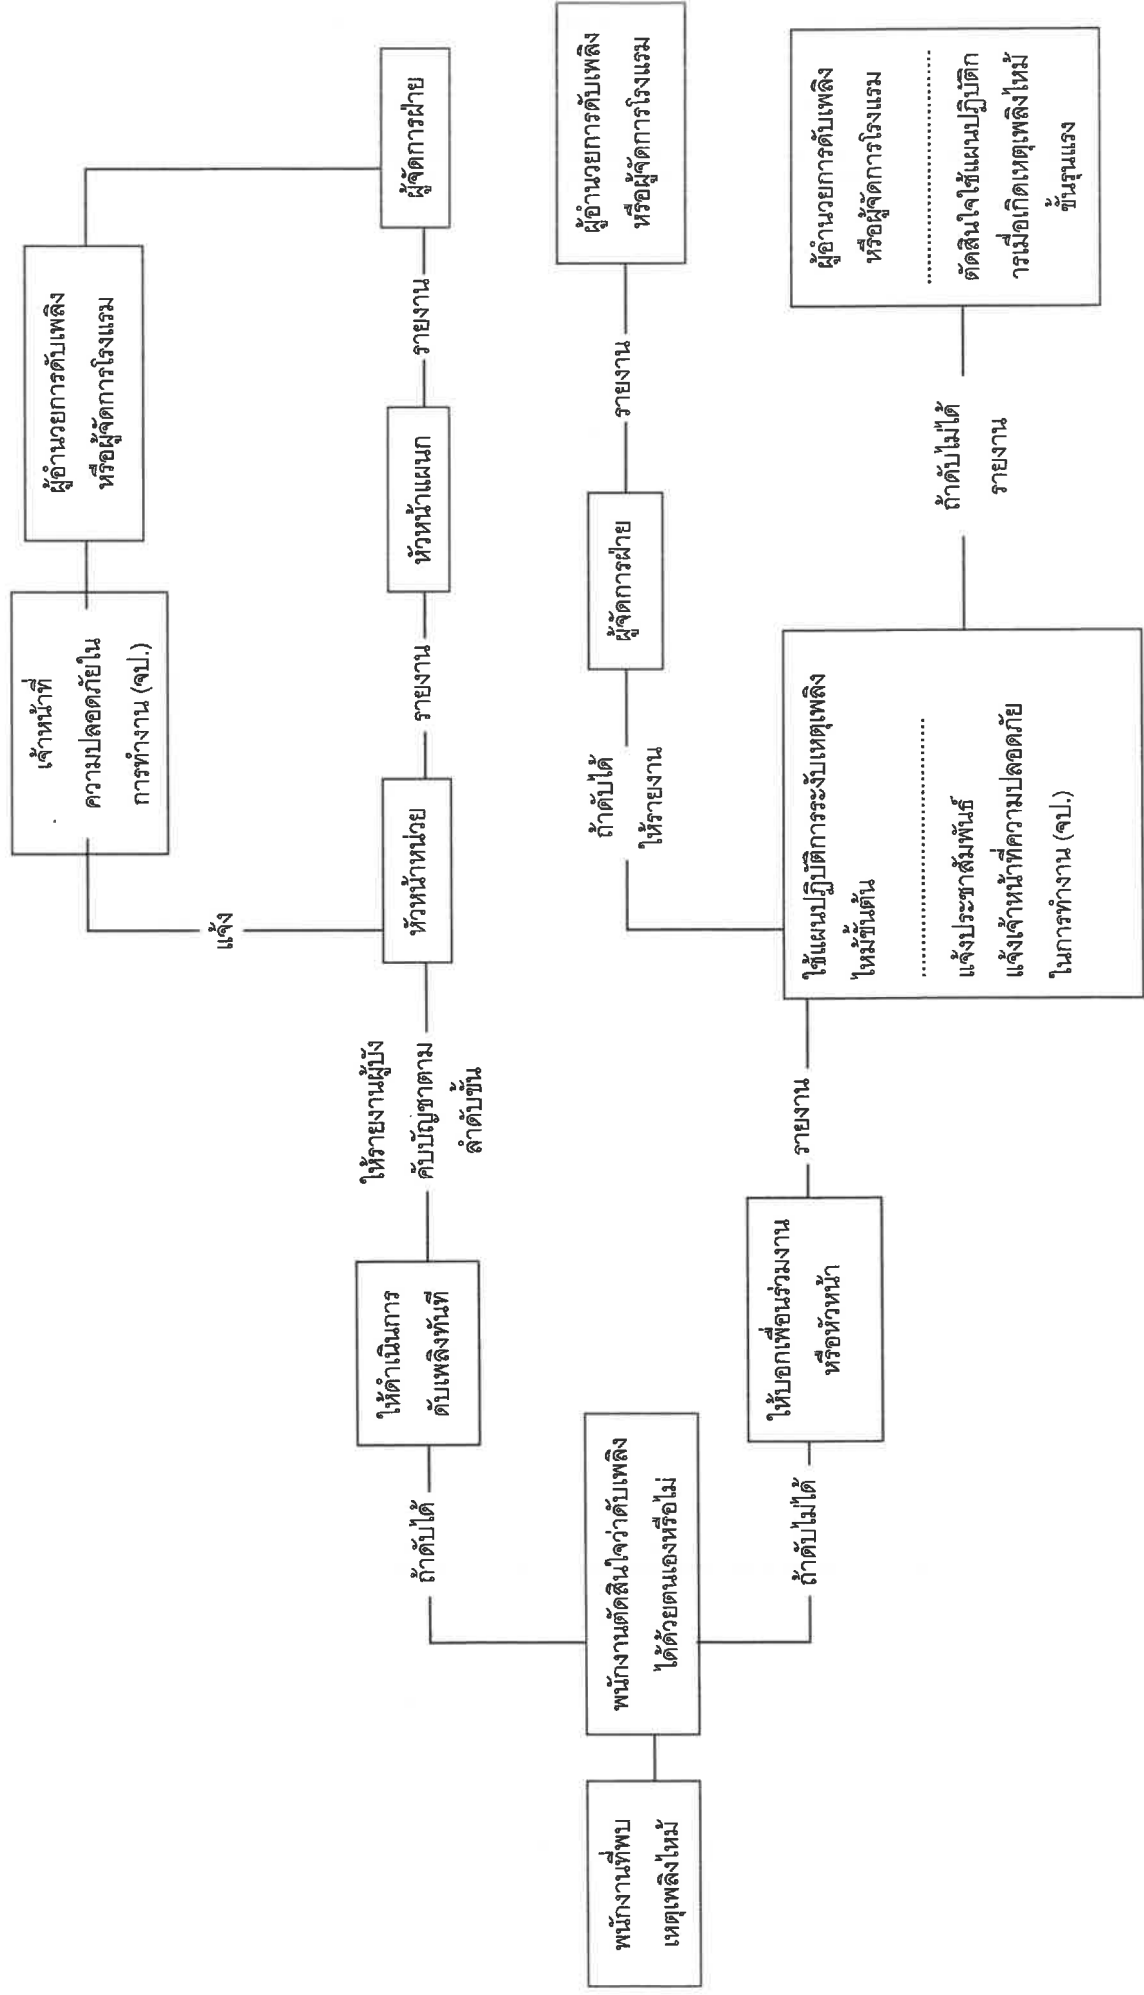 พนักงานที่พบ
เหตุเพลิงไหม้
พนักงานตัดสินใจว่าดับเพลิง
ได้ด้วยตนเองหรือไม่
ถ้าดับได้
ให้ดำเนินการ
ดับเพลิงทันที
ให้รายงานผู้บัง
คับบัญชาตาม
ลำดับขั้น
หัวหน้าหน่วย
แจ้ง
เจ้าหน้าที่
ความปลอดภัยใน
การทำงาน (จป.)
ผู้อำนวยการดับเพลิง
หรือผู้จัดการโรงแรม
รายงาน
หัวหน้าแผนก
รายงาน
ผู้จัดการฝ่าย
ถ้าดับไม่ได้
ให้บอกเพื่อนร่วมงาน
หรือหัวหน้า
รายงาน
ใช้แผนปฏิบัติการระงับเหตุเพลิง
ไหม้ขั้นต้น
แจ้งประชาสัมพันธ์
แจ้งเจ้าหน้าที่ความปลอดภัย
ในการทำงาน (จป.)
ถ้าดับได้
ให้รายงาน
ผู้จัดการฝ่าย
รายงาน
ผู้อำนวยการดับเพลิง
หรือผู้จัดการโรงแรม
ถ้าดับไม่ได้
รายงาน
ผู้อำนวยการดับเพลิง
หรือผู้จัดการโรงแรม
ตัดสินใจใช้แผนปฏิบัติก
ารเมื่อเกิดเหตุเพลิงไหม้
ขั้นรุนแรง